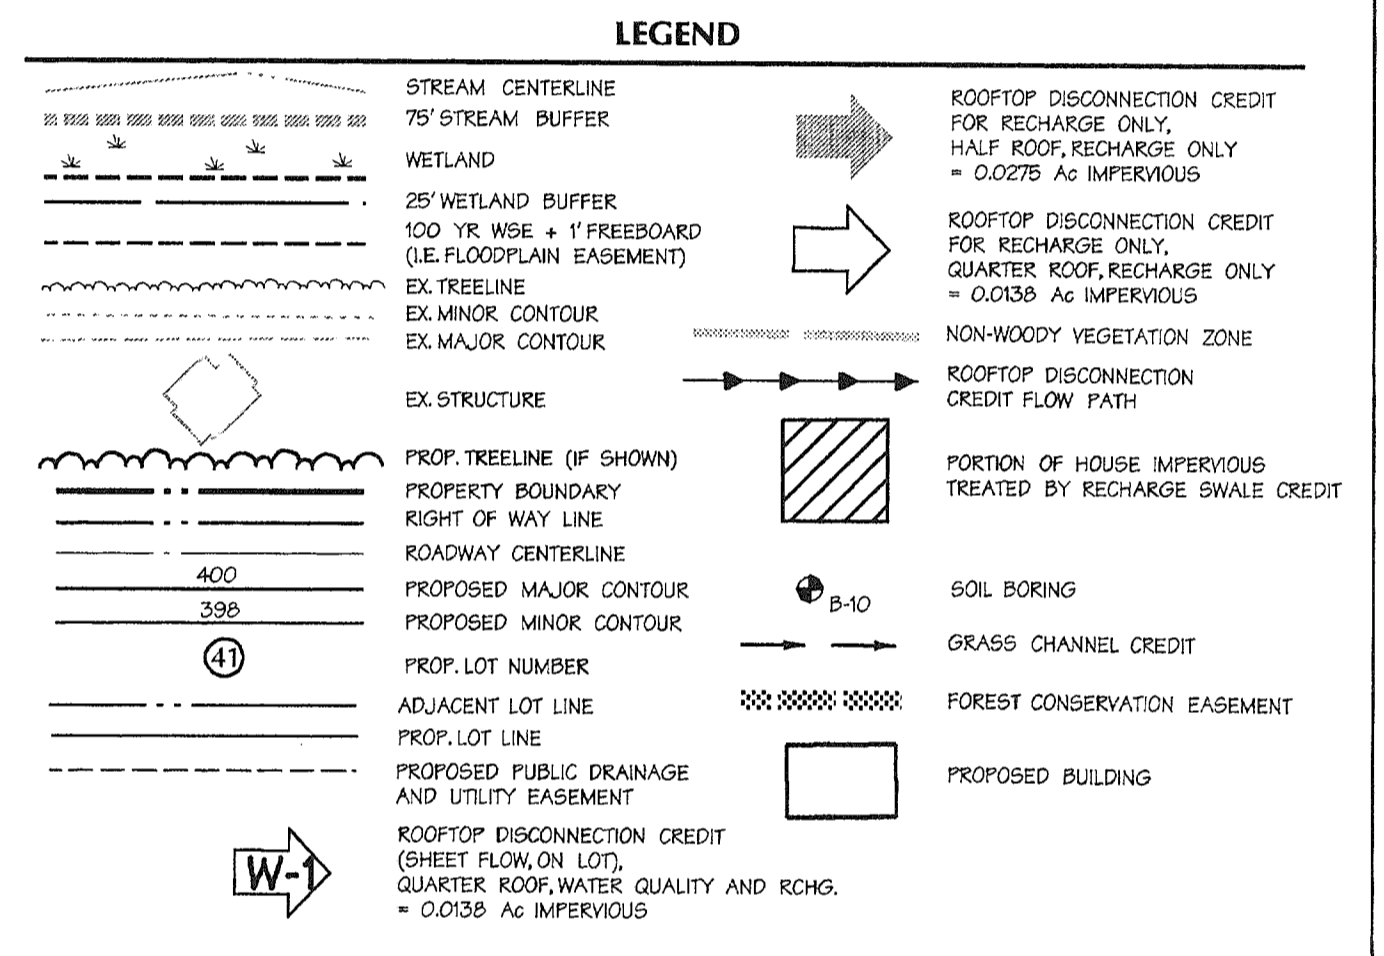 LEGEND
STREAM CENTERLINE
75' STREAM BUFFER
WETLAND
25' WETLAND BUFFER
100 YR WSE + 1' FREEBOARD
(I.E. FLOODPLAIN EASEMENT)
EX. TREELINE
EX. MINOR CONTOUR
EX. MAJOR CONTOUR
EX. STRUCTURE
PROP. TREELINE (IF SHOWN)
PROPERTY BOUNDARY
RIGHT OF WAY LINE
ROADWAY CENTERLINE
400
PROPOSED MAJOR CONTOUR
398
PROPOSED MINOR CONTOUR
41
PROP. LOT NUMBER
ADJACENT LOT LINE
PROP. LOT LINE
PROPOSED PUBLIC DRAINAGE
AND UTILITY EASEMENT
W-1
ROOFTOP DISCONNECTION CREDIT
(SHEET FLOW, ON LOT),
QUARTER ROOF, WATER QUALITY AND RCHG.
= 0.0138 Ac IMPERVIOUS
ROOFTOP DISCONNECTION CREDIT
FOR RECHARGE ONLY,
HALF ROOF, RECHARGE ONLY
= 0.0275 Ac IMPERVIOUS
ROOFTOP DISCONNECTION CREDIT
FOR RECHARGE ONLY,
QUARTER ROOF, RECHARGE ONLY
= 0.0138 Ac IMPERVIOUS
NON-WOODY VEGETATION ZONE
ROOFTOP DISCONNECTION
CREDIT FLOW PATH
PORTION OF HOUSE IMPERVIOUS
TREATED BY RECHARGE SWALE CREDIT
B-10
SOIL BORING
GRASS CHANNEL CREDIT
FOREST CONSERVATION EASEMENT
PROPOSED BUILDING